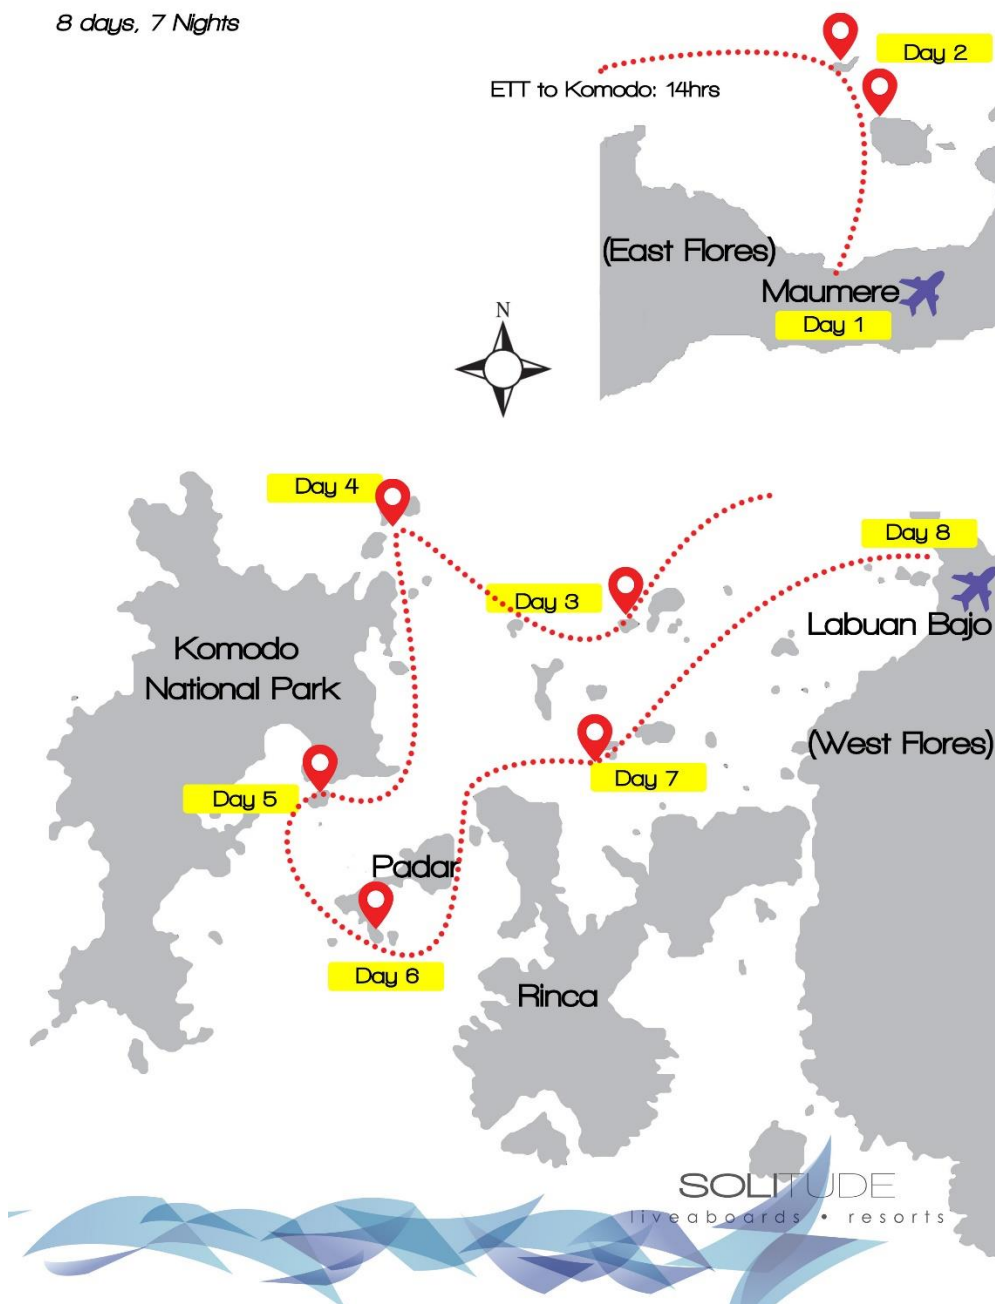 8 days, 7 Nights
Day 2
ETT to Komodo: 14hrs
(East Flores)
Maumere
Day 1
N
Day 4
Day 8
Day 3
Labuan Bajo
Komodo
National Park
(West Flores)
Day 7
Day 5
Padar
Day 6
Rinca
SOLITUDE
liveaboards • resorts